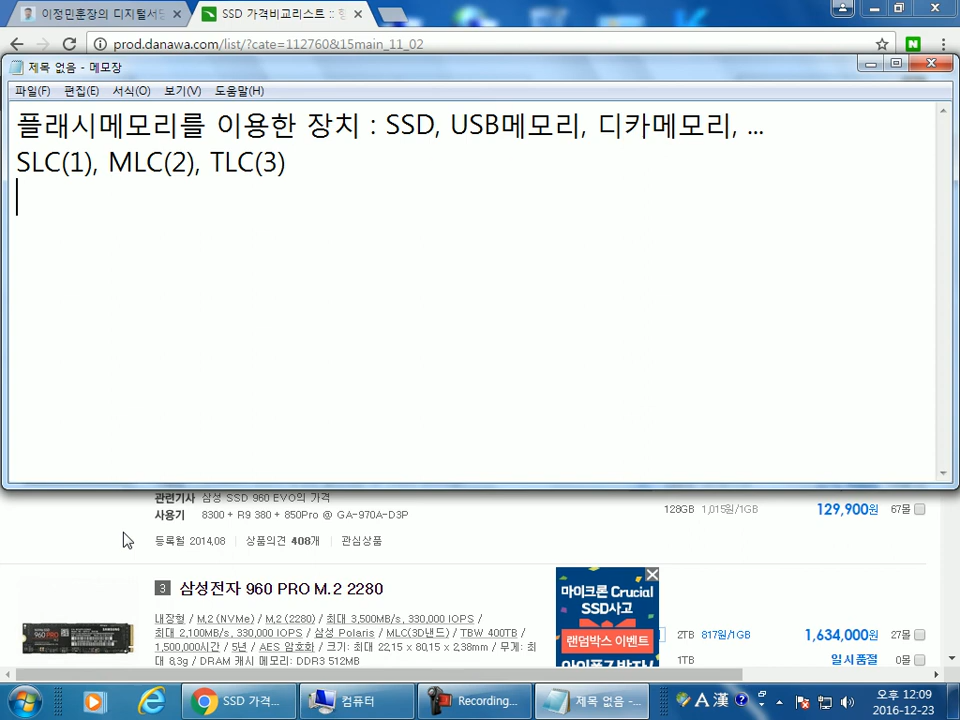 이정민훈장의 디지털서당
SSD 가격비교리스트 ::
prod.danawa.com/list/?cate=112760&15main_11_02
제목 없음 - 메모장
파일(F) 편집(E) 서식(O) 보기(V) 도움말(H)
플래시메모리를 이용한 장치 : SSD, USB메모리, 디카메모리, ...
SLC(1), MLC(2), TLC(3)
관련기사 삼성 SSD 960 EVO의 가격
사용기 8300 + R9 380 + 850Pro @ GA-970A-D3P
128GB 1,015원/1GB 129,900원 67몰
등록월 2014.08 상품의견 408개 관심상품
3 삼성전자 960 PRO M.2 2280
내장형 / M.2 (NVMe) / M.2 (2280) / 최대 3,500MB/s, 330,000 IOPS /
최대 2,100MB/s, 330,000 IOPS / 삼성 Polaris / MLC(3D낸드) / TBW 400TB /
1,500,000시간 / 5년 / AES 암호화 / 크기: 최대 22.15 x 80.15 x 2.38mm / 무게: 최
대 8.3g / DRAM 캐시 메모리: DDR3 512MB
마이크론 Crucial
SSD사고
랜덤박스 이벤트
아이폰7 받자!
2TB 817원/1GB 1,634,000원 27몰
1TB 일시품절 0몰
SSD 가격...
컴퓨터
Recording...
제목 없음 -...
A 漢
오후 12:09
2016-12-23